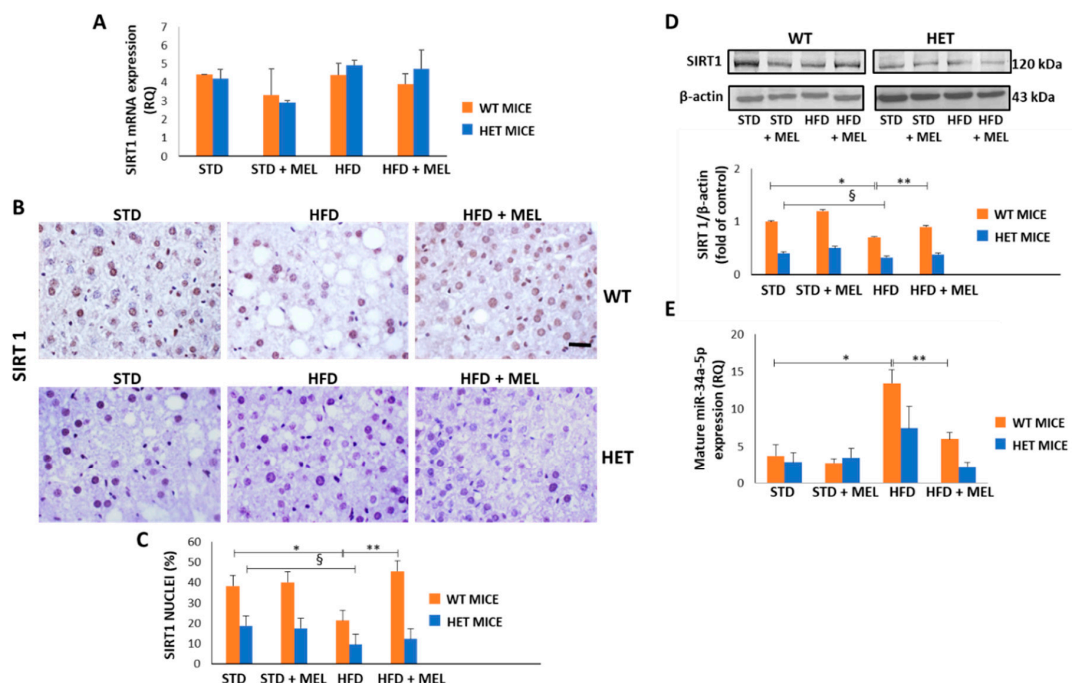 A
SIRT1 mRNA expression
(RQ)
7
6
5
4
3
2
1
0
STD
STD + MEL
HFD
HFD + MEL
WT MICE
HET MICE
B
SIRT 1
STD
HFD
HFD + MEL
WT
STD
HFD
HFD + MEL
HET
C
SIRT1 NUCLEI (%)
60
50
40
30
20
10
0
*
**
§
STD
STD + MEL
HFD
HFD + MEL
WT MICE
HET MICE
D
WT
HET
SIRT1
120 kDa
β-actin
43 kDa
STD
STD
+ MEL
HFD
HFD
+ MEL
STD
STD
+ MEL
HFD
HFD
+ MEL
SIRT 1/β-actin
(fold of control)
2
1
0
*
**
§
STD
STD + MEL
HFD
HFD + MEL
WT MICE
HET MICE
E
Mature miR-34a-5p
expression (RQ)
20
15
10
5
0
*
**
STD
STD + MEL
HFD
HFD + MEL
WT MICE
HET MICE